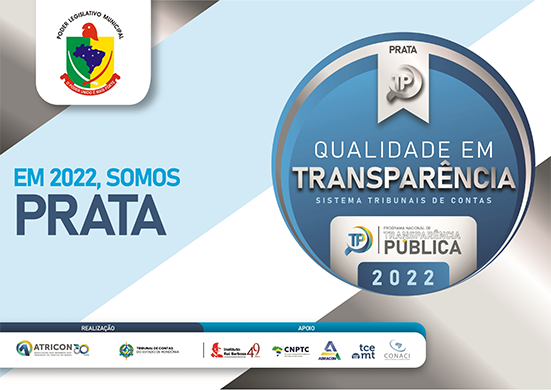 PODER LEGISLATIVO MUNICIPAL
EM 2022, SOMOS
PRATA
PRATA
TP
QUALIDADE EM
TRANSPARÊNCIA
SISTEMA TRIBUNAIS DE CONTAS
TP
PROGRAMA NACIONAL DE
TRANSPARÊNCIA
PÚBLICA
2022
REALIZAÇÃO
APOIO
ATRICON
TRIBUNAL DE CONTAS
DO ESTADO DE RONDÔNIA
Instituto
Rui Barbosa
49
CNPTC
ABRACOM
tce
mt
CONACI